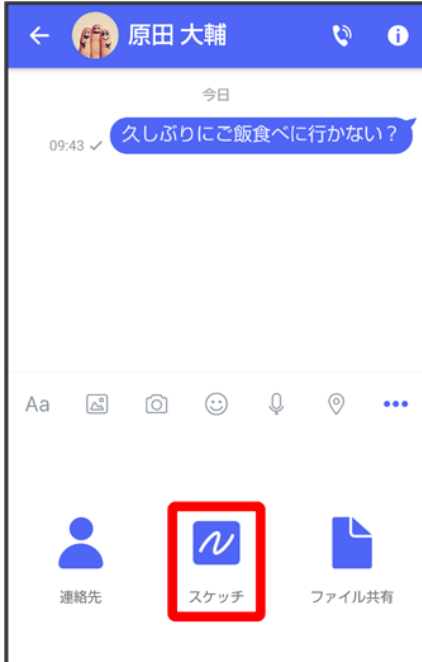 原田 大輔
今日
久しぶりにご飯食べに行かない？
09:43
Aa
連絡先
スケッチ
ファイル共有